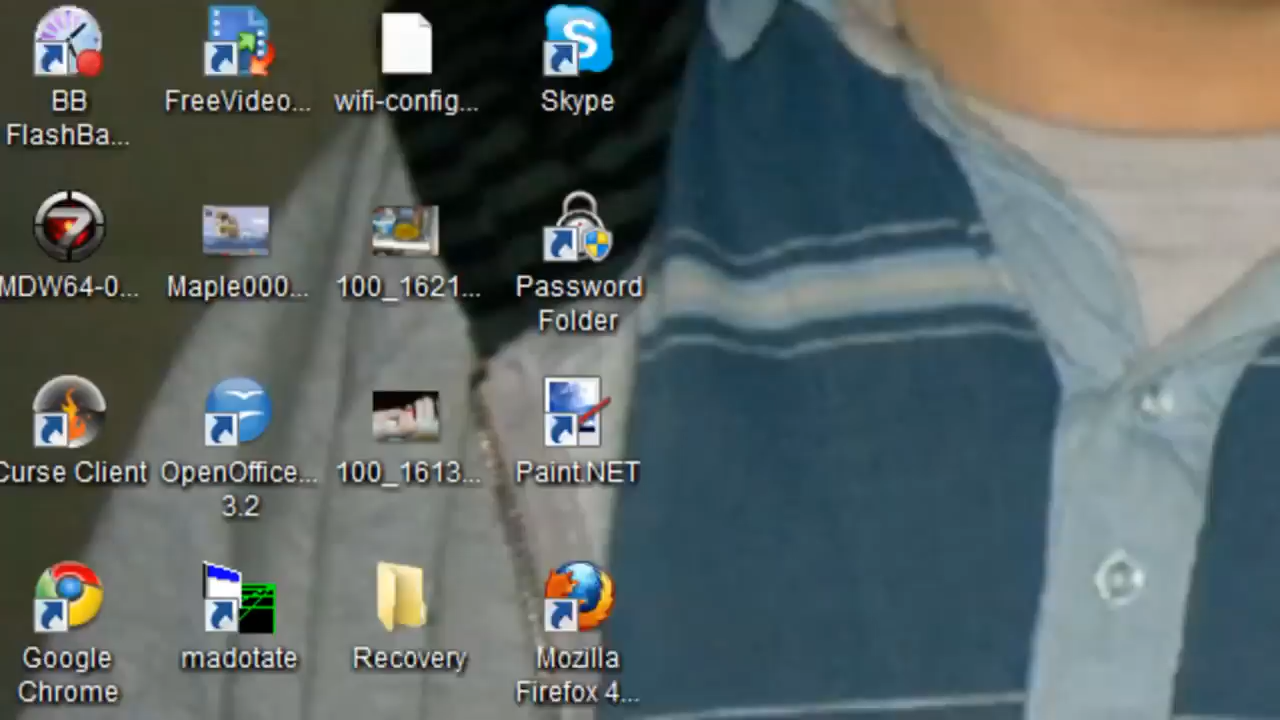 BB
FlashBa...
FreeVideo...
wifi-config...
Skype
MDW64-0...
Maple000...
100_1621...
Password
Folder
Curse Client
OpenOffice...
3.2
100_1613...
Paint.NET
Google
Chrome
madotate
Recovery
Mozilla
Firefox 4...